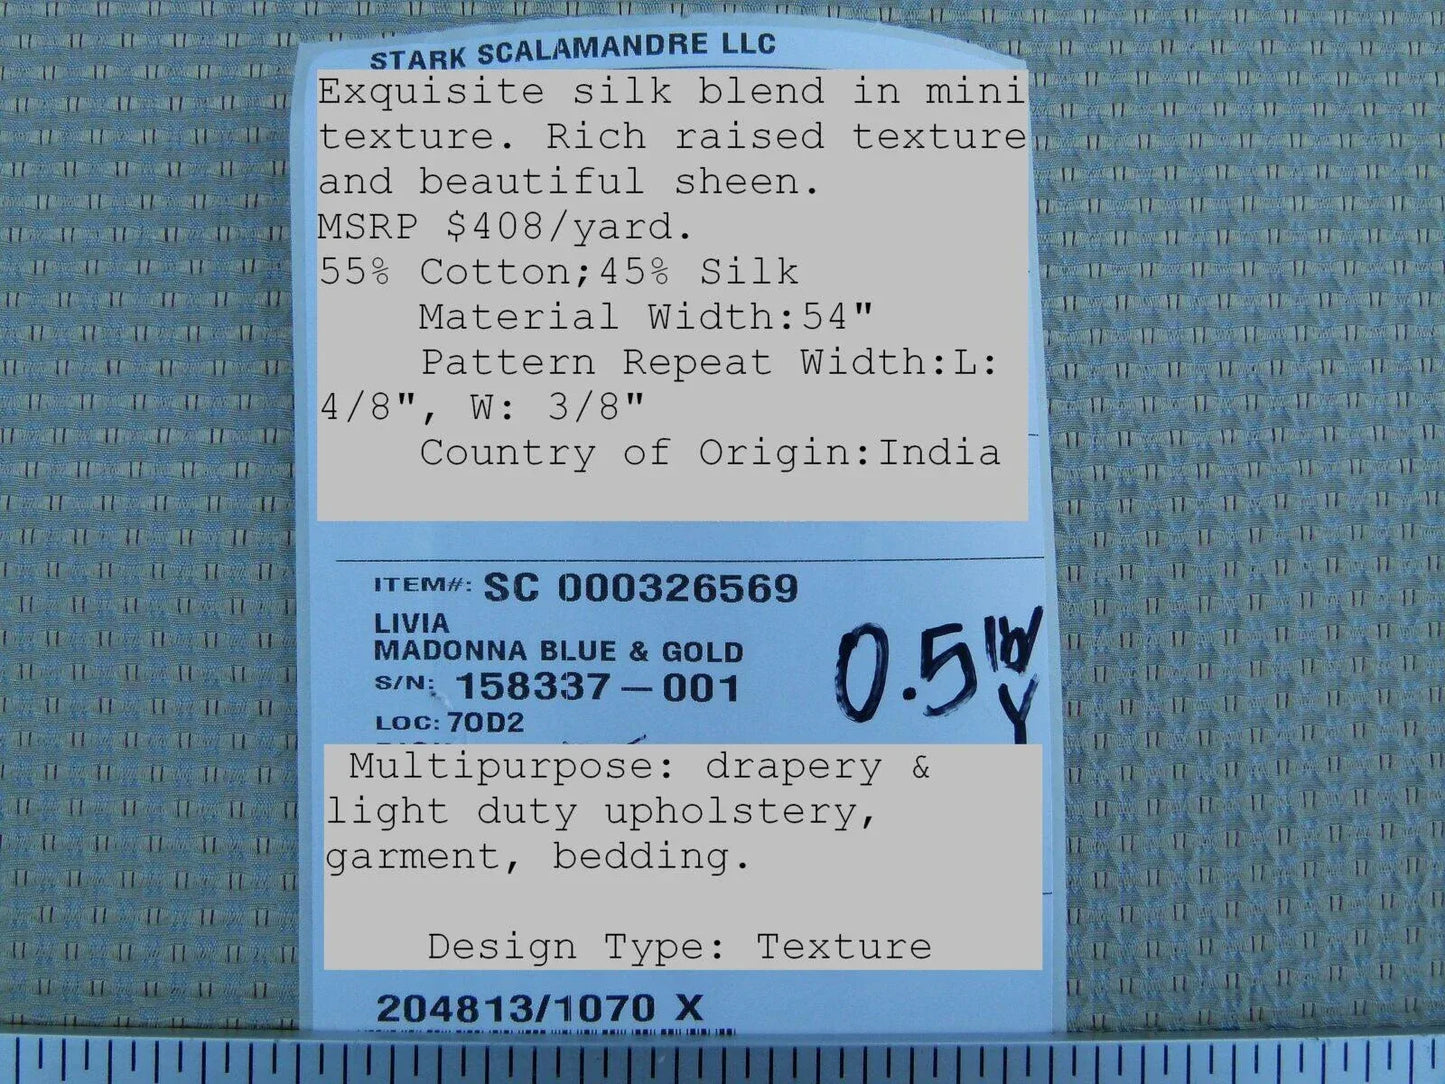 STARK SCALAMANDRE LLC
Exquisite silk blend in mini
texture. Rich raised texture
and beautiful sheen.
MSRP $408/yard.
55% Cotton;45% Silk
Material Width:54"
Pattern Repeat Width:L:
4/8", W: 3/8"
Country of Origin:India
ITEM#: SC 000326569
LIVIA
MADONNA BLUE & GOLD
S/N: 158337-001
LOC: 70D2
0.5 lb/
Y
Multipurpose: drapery &
light duty upholstery,
garment, bedding.
Design Type: Texture
204813/1070 X